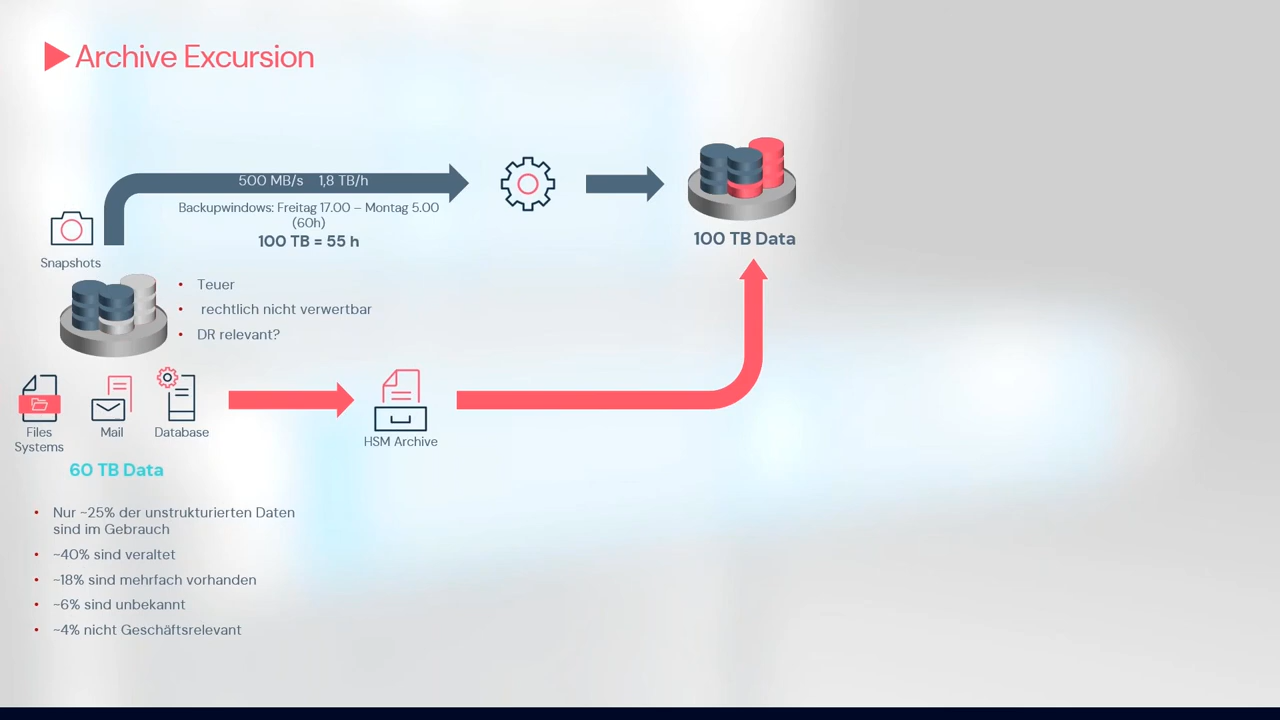 Archive Excursion
500 MB/s 1,8 TB/h
Backupwindows: Freitag 17.00 – Montag 5.00
(60h)
100 TB = 55 h
100 TB Data
Snapshots
• Teuer
• rechtlich nicht verwertbar
• DR relevant?
Files
Systems
Mail
Database
HSM Archive
60 TB Data
• Nur ~25% der unstrukturierten Daten
sind im Gebrauch
• ~40% sind veraltet
• ~18% sind mehrfach vorhanden
• ~6% sind unbekannt
• ~4% nicht Geschäftsrelevant